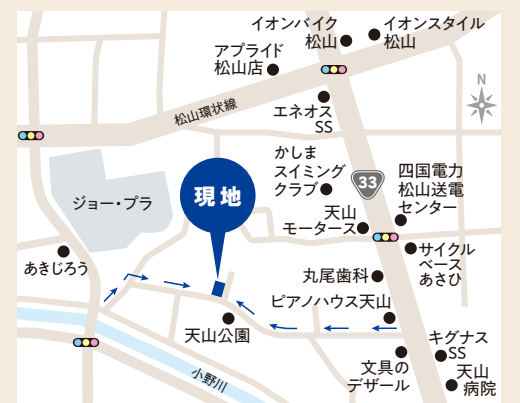 イオンバイク
松山
イオンスタイル
松山
アプライド
松山店
N
エネオス
SS
松山環状線
かしま
スイミング
クラブ
33
四国電力
松山送電
センター
ジョー・プラ
現地
天山
モータース
サイクル
ベース
あさひ
あきじろう
丸尾歯科
ピアノハウス天山
天山公園
キグナス
SS
文具の
デザール
天山
病院
小野川